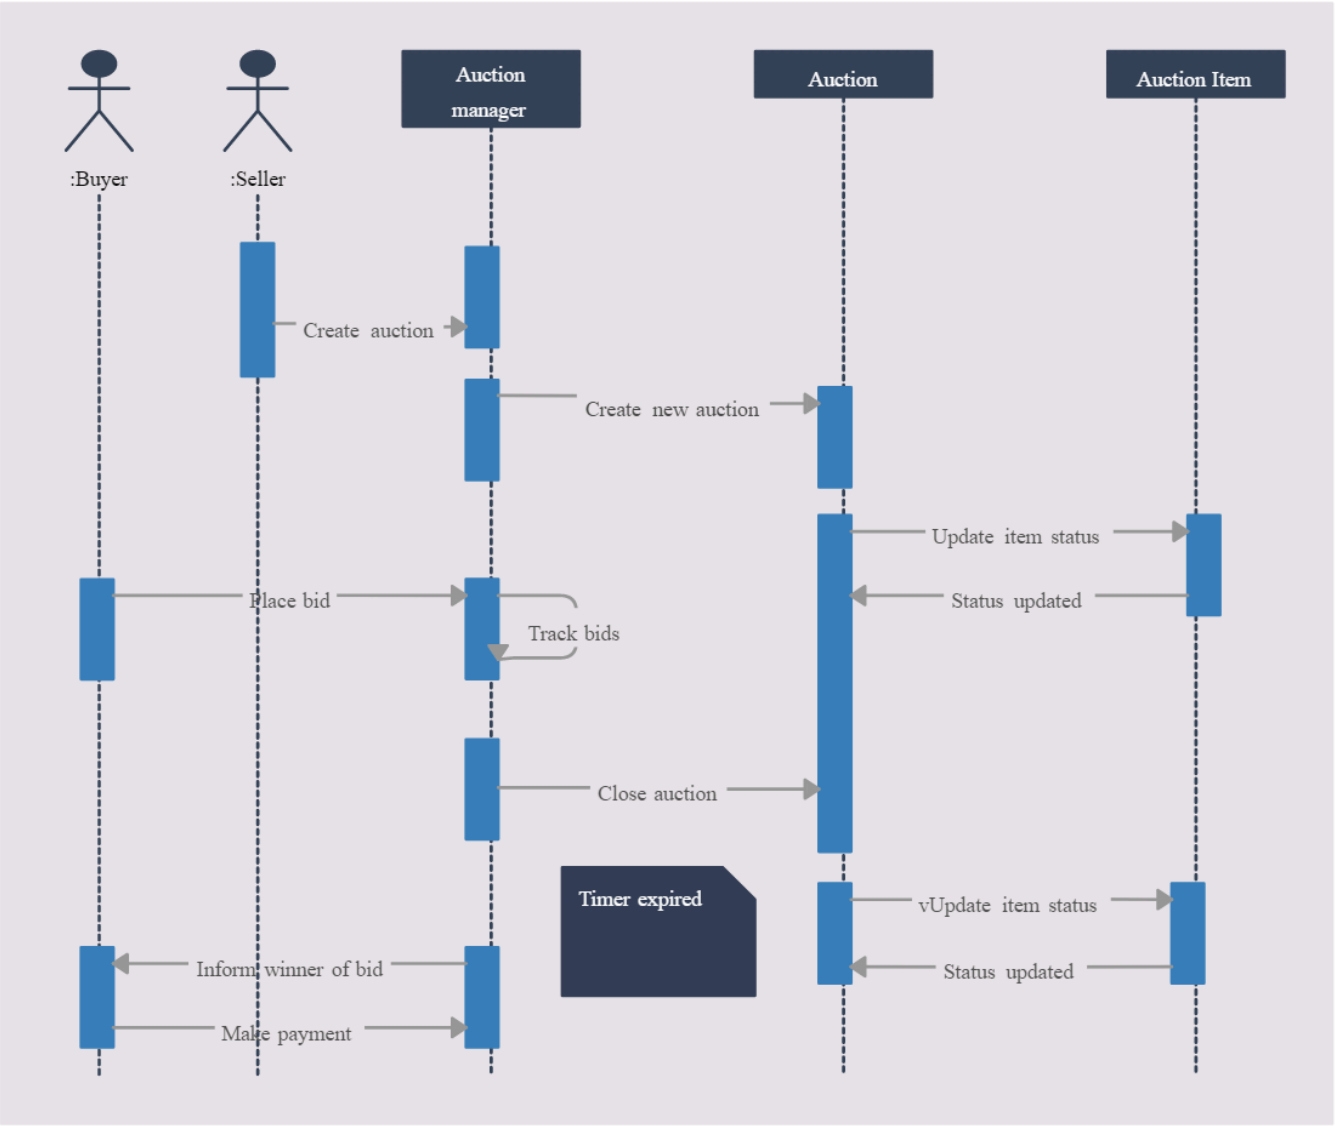 Auction
manager
Auction
Auction Item
:Buyer
:Seller
Create auction
Create new auction
Update item status
Place bid
Status updated
Track bids
Close auction
Timer expired
vUpdate item status
Inform winner of bid
Status updated
Make payment